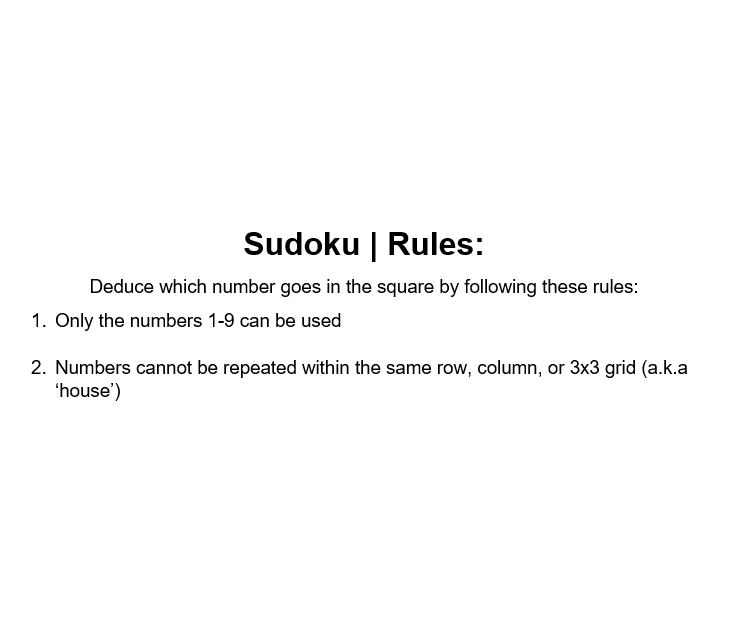 Sudoku | Rules:
Deduce which number goes in the square by following these rules:
1. Only the numbers 1-9 can be used
2. Numbers cannot be repeated within the same row, column, or 3x3 grid (a.k.a
‘house’)